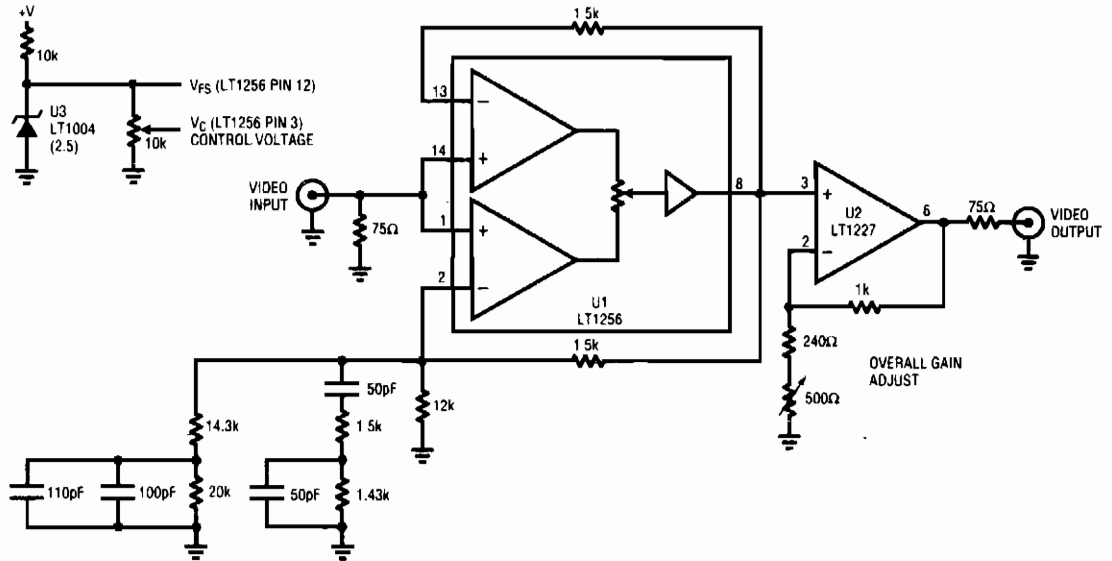 +V
10k
VFS (LT1256 PIN 12)
U3
LT1004
(2.5)
10k
VC (LT1256 PIN 3)
CONTROL VOLTAGE
1 5k
13
14
VIDEO
INPUT
75Ω
1
2
8
U1
LT1256
3
U2
LT1227
2
6
75Ω
VIDEO
OUTPUT
1k
240Ω
500Ω
OVERALL GAIN
ADJUST
1 5k
50pF
12k
14.3k
1 5k
110pF
100pF
20k
50pF
1.43k